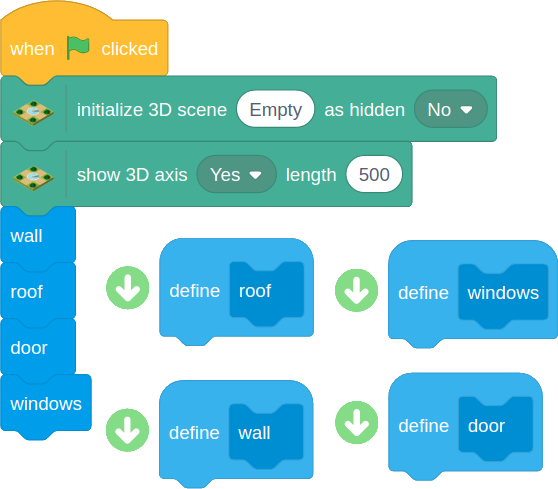 when clicked
initialize 3D scene Empty as hidden No
show 3D axis Yes length 500
wall
roof
door
windows
define roof
define windows
define wall
define door